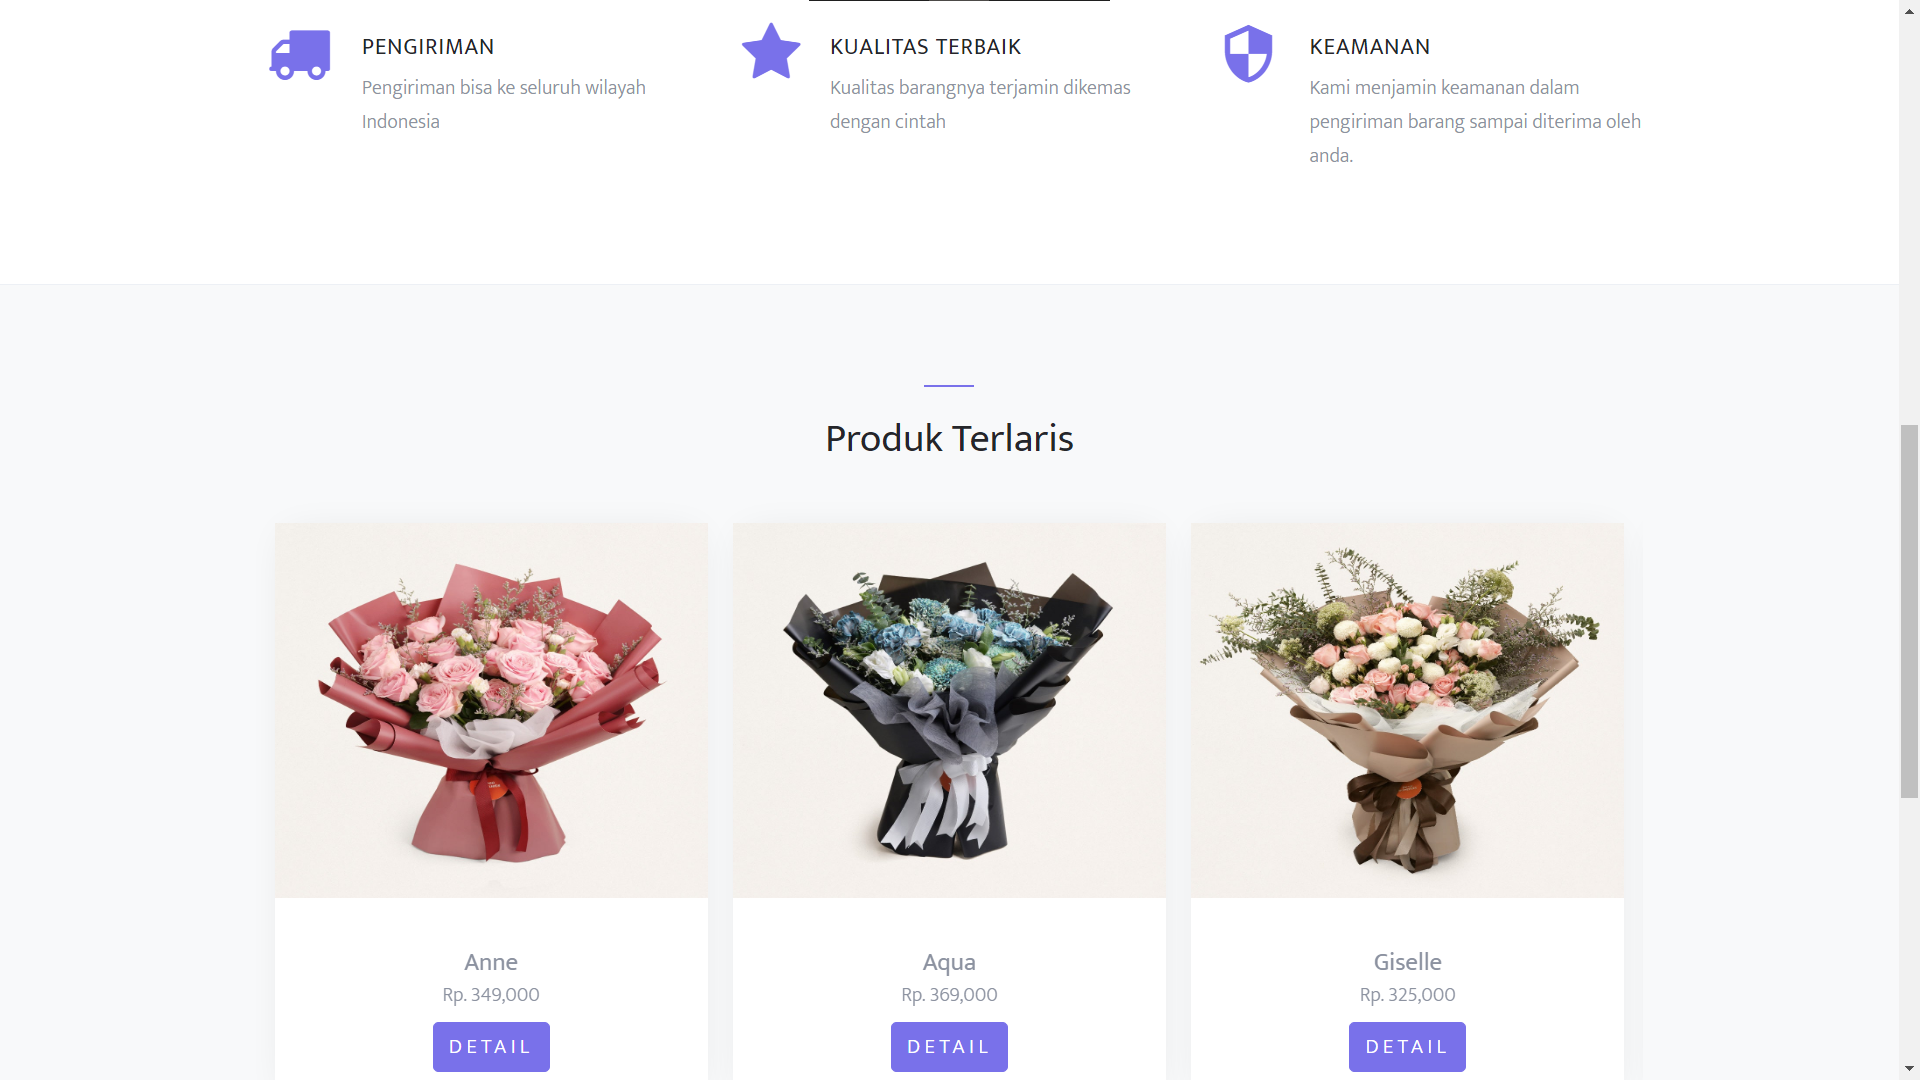 PENGIRIMAN
Pengiriman bisa ke seluruh wilayah
Indonesia
KUALITAS TERBAIK
Kualitas barangnya terjamin dikemas
dengan cintah
KEAMANAN
Kami menjamin keamanan dalam
pengiriman barang sampai diterima oleh
anda.
Produk Terlaris
Anne
Rp. 349,000
DETAIL
Aqua
Rp. 369,000
DETAIL
Giselle
Rp. 325,000
DETAIL